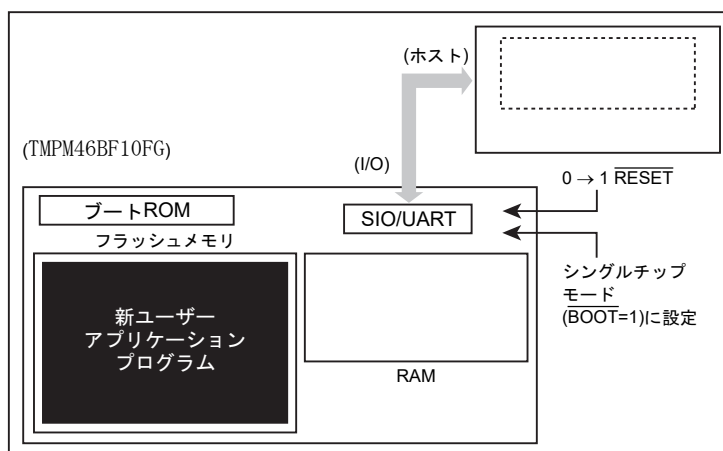 (ホスト)
(TMPM46BF10FG)
(I/O)
0 → 1 RESET
ブートROM
SIO/UART
フラッシュメモリ
シングルチップ
モード
(BOOT=1)に設定
新ユーザー
アプリケーション
プログラム
RAM